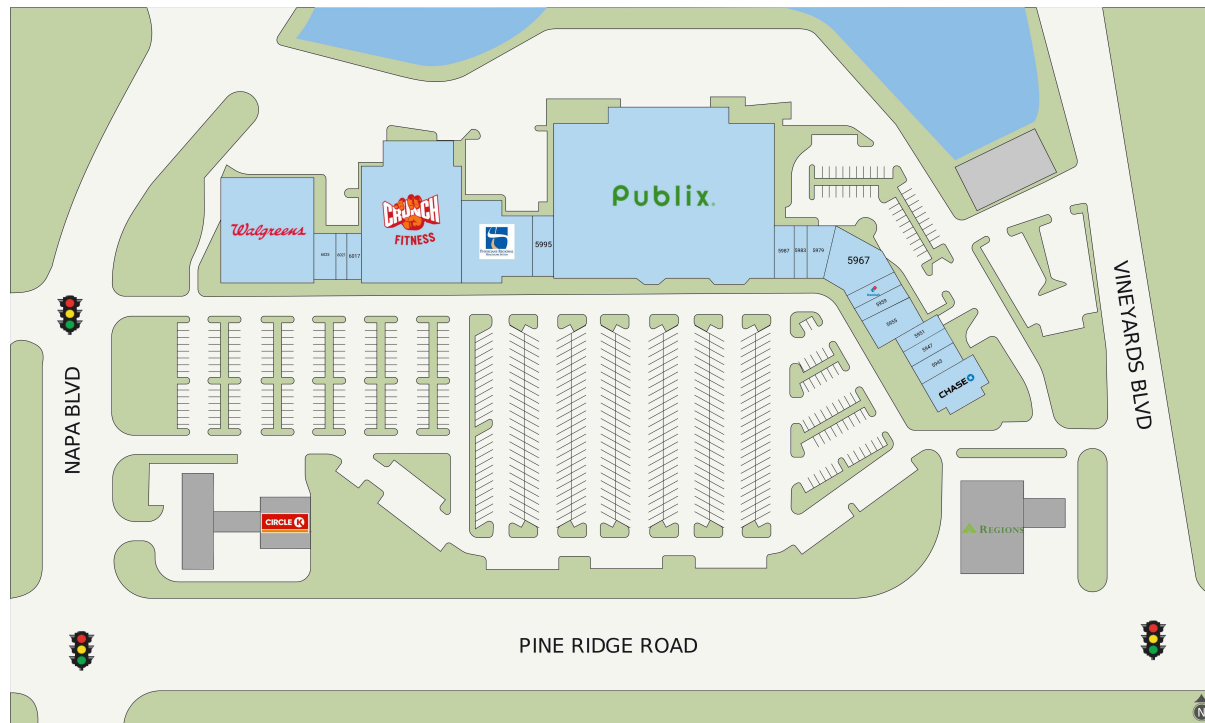 Publix.
CRUNCH
FITNESS
Walgreens
5995
6017
5987
5983
5979
5967
5959
5955
5951
5947
5943
CHASE
VINEYARDS BLVD
NAPA BLVD
CIRCLE K
REGIONS
PINE RIDGE ROAD
N